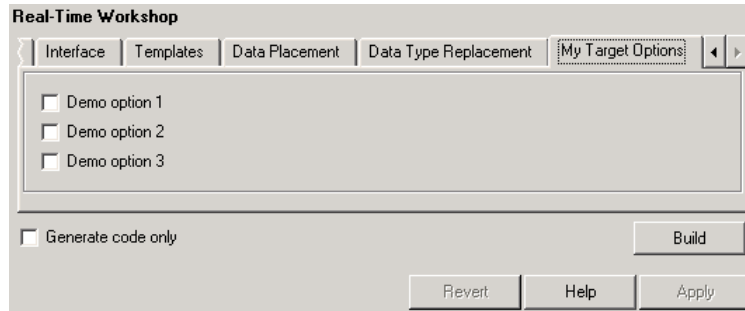 Real-Time Workshop
Interface Templates Data Placement Data Type Replacement My Target Options
Demo option 1
Demo option 2
Demo option 3
Generate code only
Build
Revert Help Apply